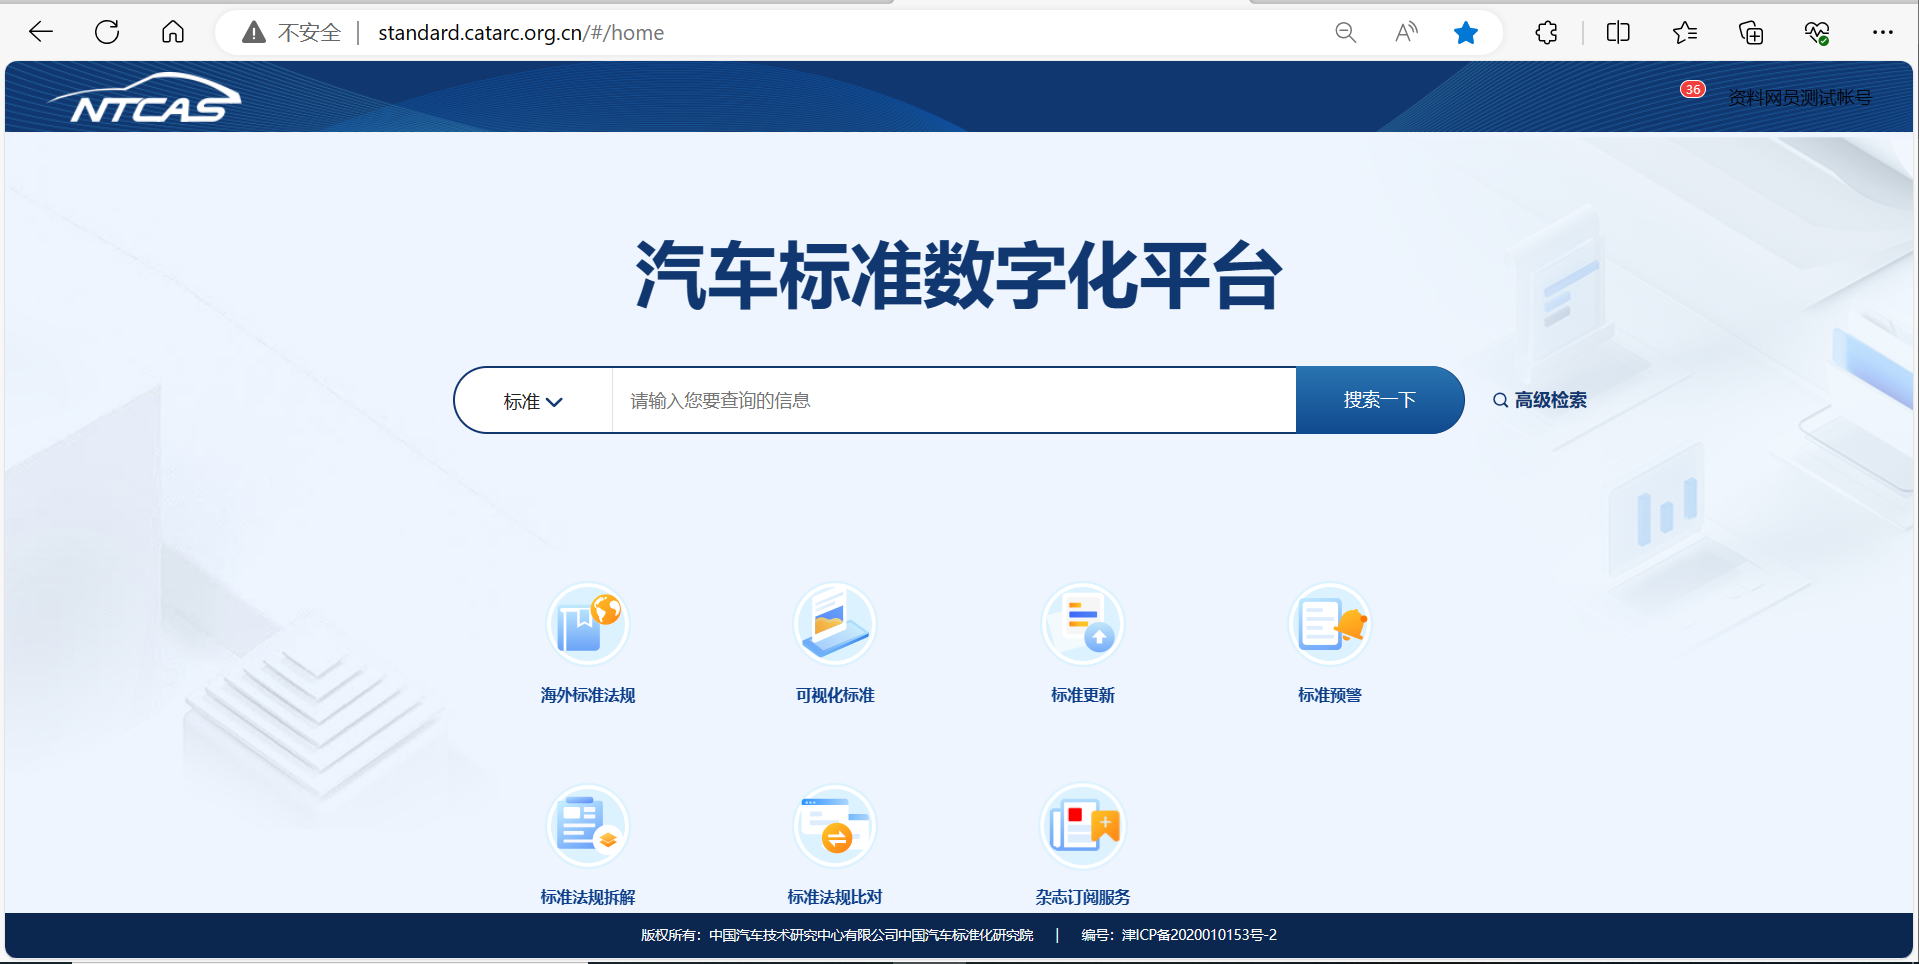 不安全 standard.catarc.org.cn/#/home
NTCAS
36
资料网员测试帐号
汽车标准数字化平台
标准
请输入您要查询的信息
搜索一下
高级检索
海外标准法规
可视化标准
标准更新
标准预警
标准法规拆解
标准法规比对
杂志订阅服务
版权所有：中国汽车技术研究中心有限公司中国汽车标准化研究院 | 编号：津ICP备2020010153号-2